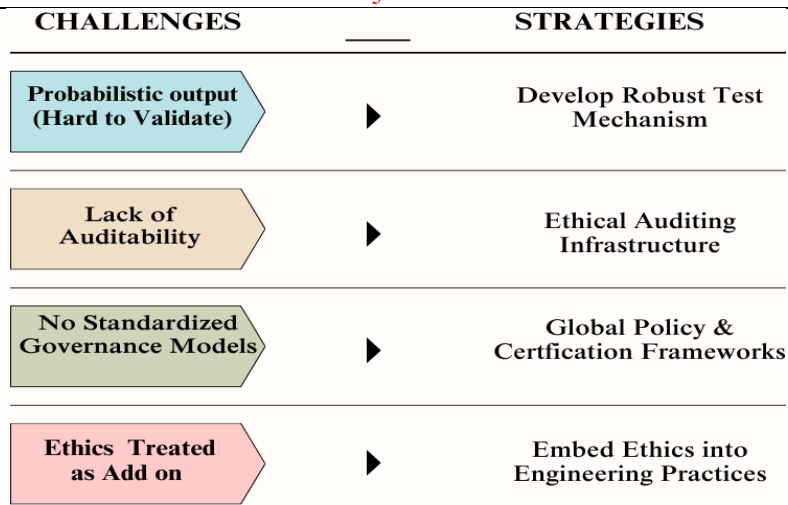 CHALLENGES
STRATEGIES
Probabilistic output
(Hard to Validate)
Develop Robust Test
Mechanism
Lack of
Auditability
Ethical Auditing
Infrastructure
No Standardized
Governance Models
Global Policy &
Certfication Frameworks
Ethics Treated
as Add on
Embed Ethics into
Engineering Practices